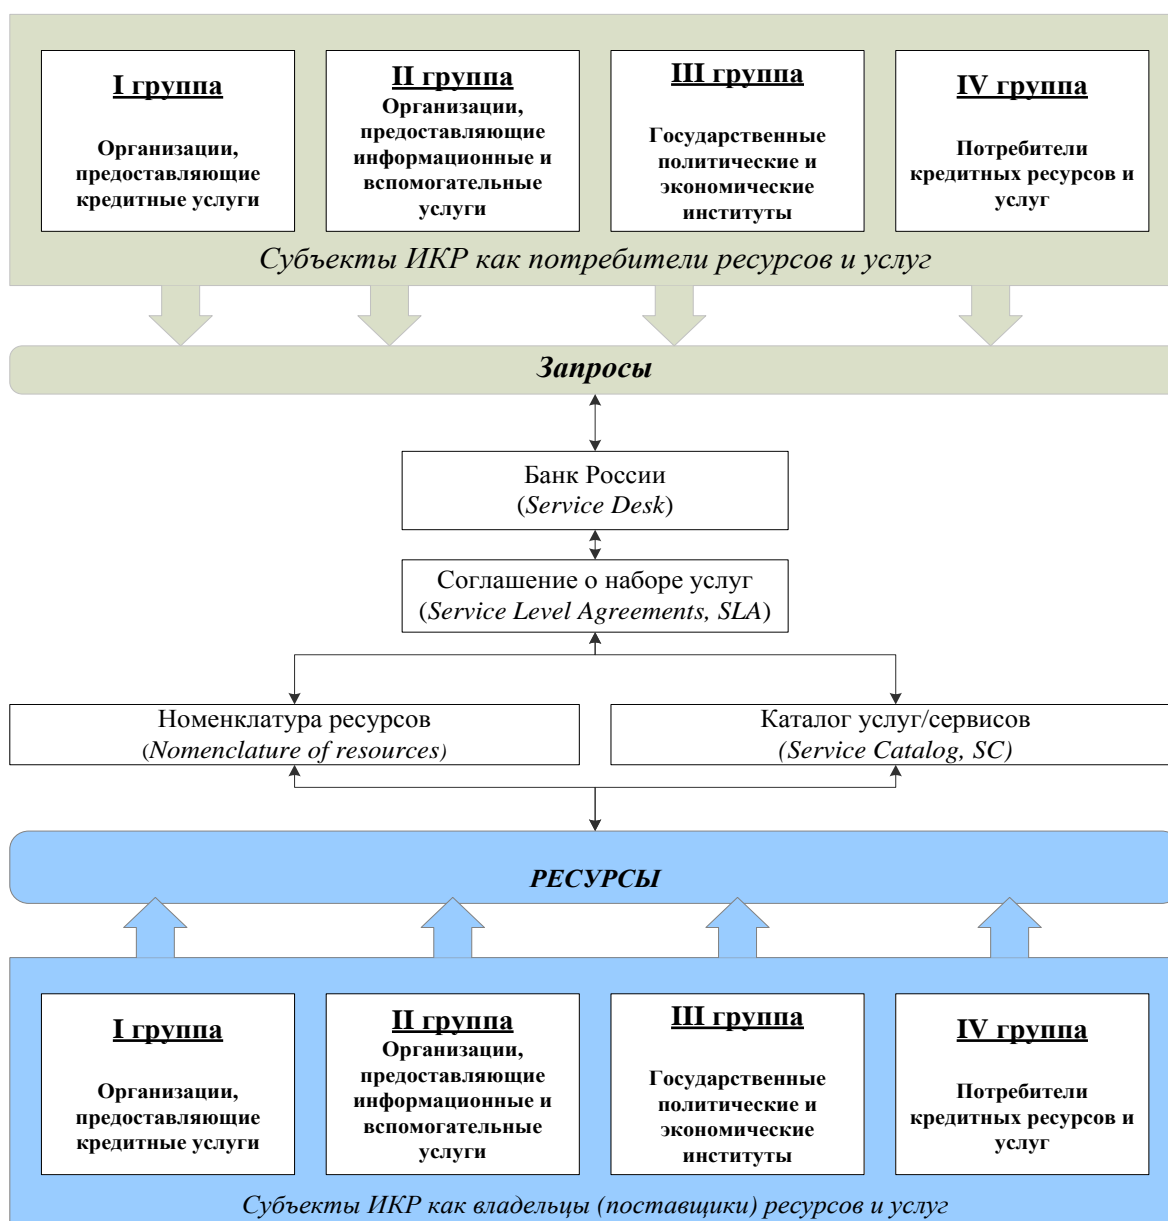 I группа
Организации,
предоставляющие
кредитные услуги
II группа
Организации,
предоставляющие
информационные и
вспомогательные
услуги
III группа
Государственные
политические и
экономические
институты
IV группа
Потребители
кредитных ресурсов и
услуг
Субъекты ИКР как потребители ресурсов и услуг
Запросы
Банк России
(Service Desk)
Соглашение о наборе услуг
(Service Level Agreements, SLA)
Номенклатура ресурсов
(Nomenclature of resources)
Каталог услуг/сервисов
(Service Catalog, SC)
РЕСУРСЫ
I группа
Организации,
предоставляющие
кредитные услуги
II группа
Организации,
предоставляющие
информационные и
вспомогательные
услуги
III группа
Государственные
политические и
экономические
институты
IV группа
Потребители
кредитных ресурсов и
услуг
Субъекты ИКР как владельцы (поставщики) ресурсов и услуг